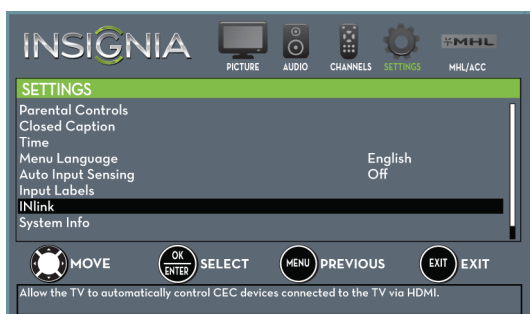 INSIGNIA
PICTURE AUDIO CHANNELS SETTINGS MHL MHL/ACC
SETTINGS
Parental Controls
Closed Caption
Time
Menu Language English
Auto Input Sensing Off
Input Labels
INlink
System Info
MOVE OK ENTER SELECT MENU PREVIOUS EXIT EXIT
Allow the TV to automatically control CEC devices connected to the TV via HDMI.